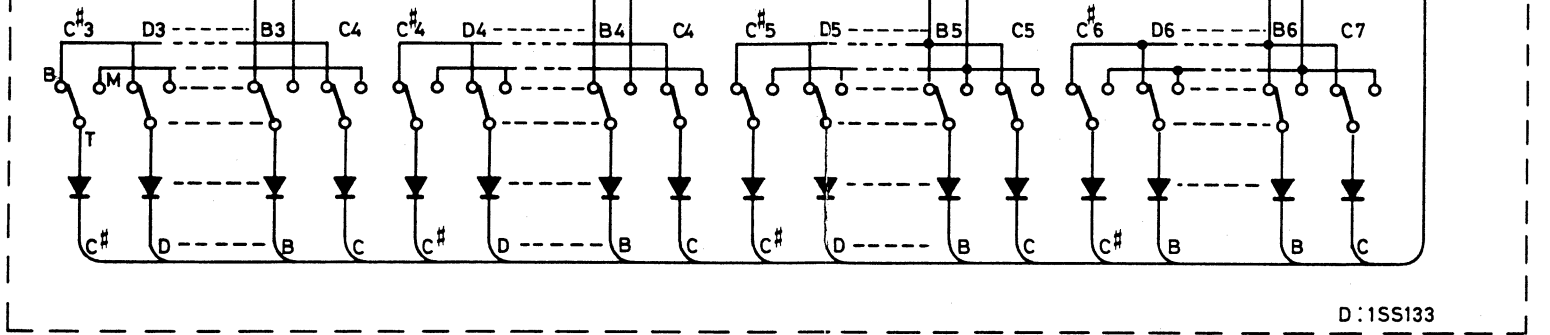 C#3 D3 B3 C4 C#4 D4 B4 C4 C#5 D5 B5 C5 C#6 D6 B6 C7
B M
T
C# D B C C# D B C C# D B C C# B B C
D:1SS133